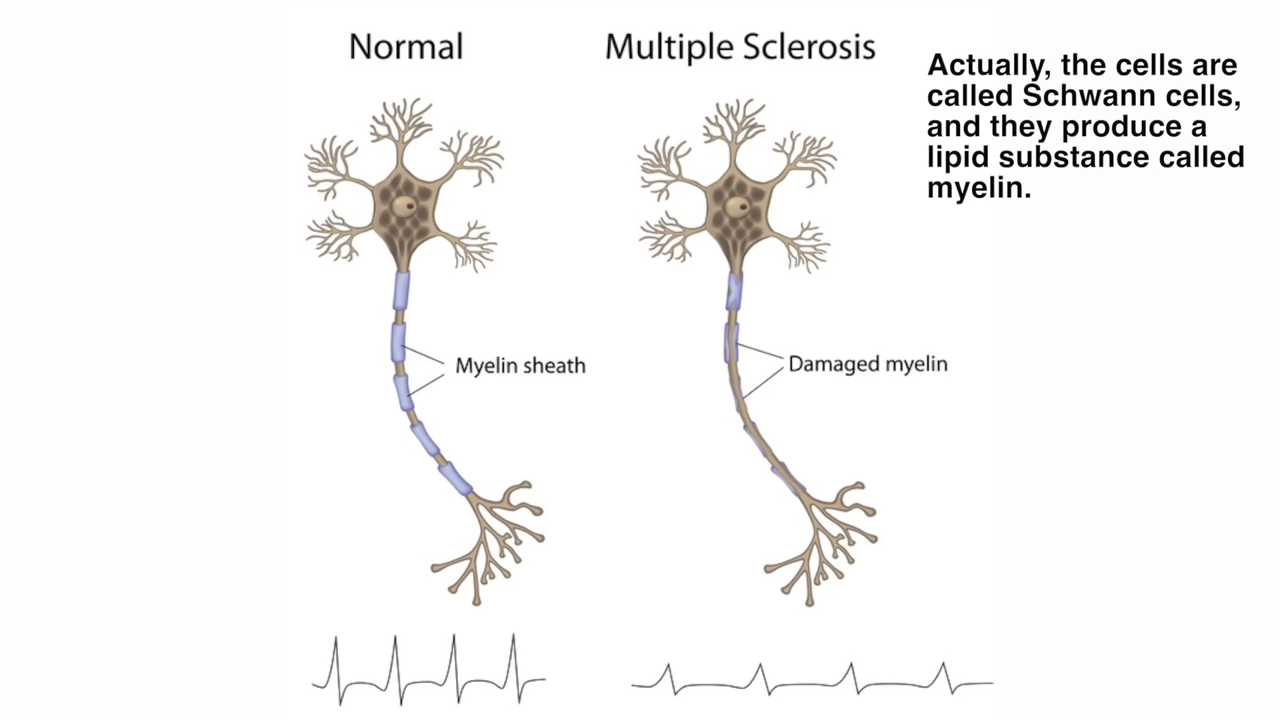 Normal
Multiple Sclerosis
Actually, the cells are
called Schwann cells,
and they produce a
lipid substance called
myelin.
Myelin sheath
Damaged myelin